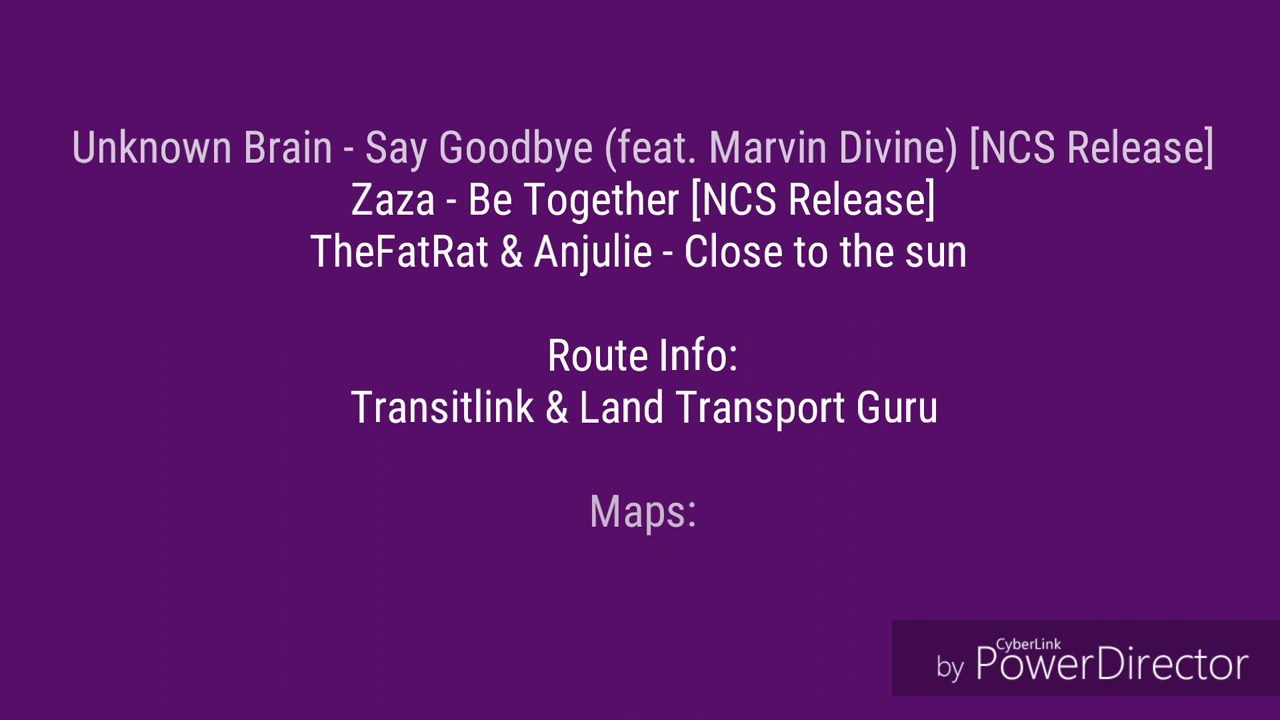 Unknown Brain - Say Goodbye (feat. Marvin Divine) [NCS Release]
Zaza - Be Together [NCS Release]
TheFatRat & Anjulie - Close to the sun
Route Info:
Transitlink & Land Transport Guru
Maps:
by CyberLink PowerDirector